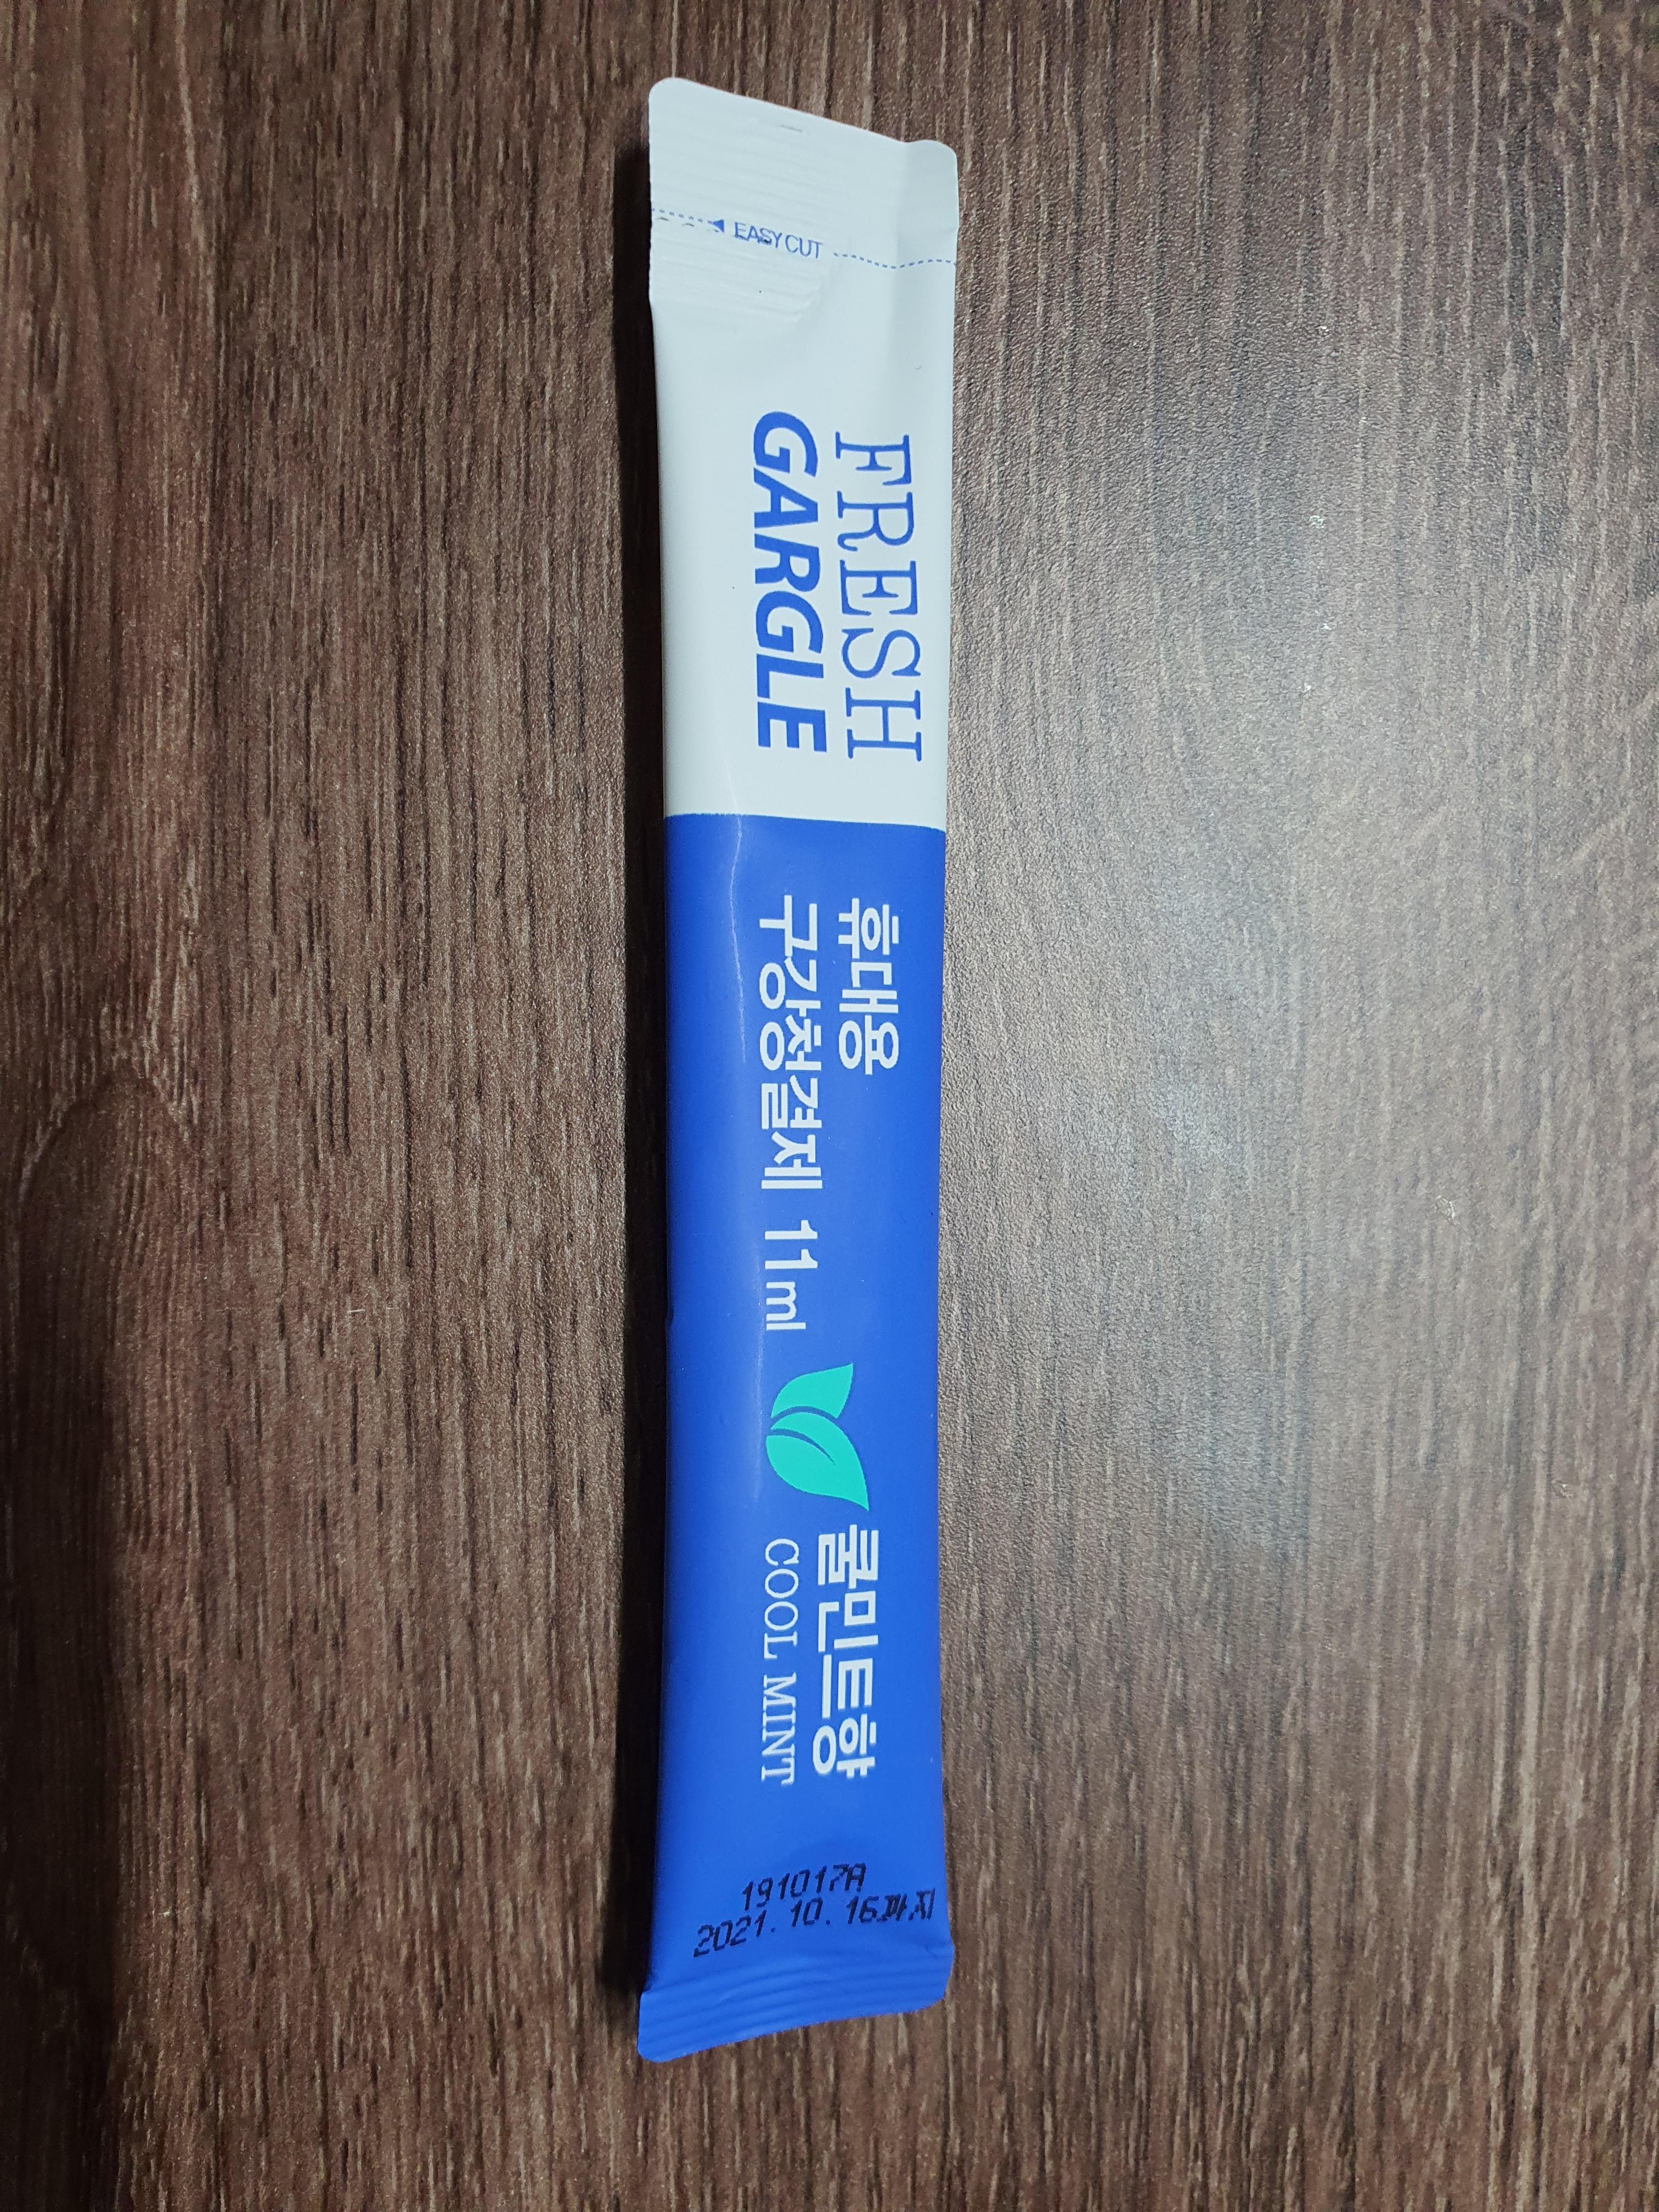 EASY CUT
FRESH
GARGLE
휴대용
구강청결제 11ml
쿨민트향
COOL MINT
191017A
2021.10.16까지